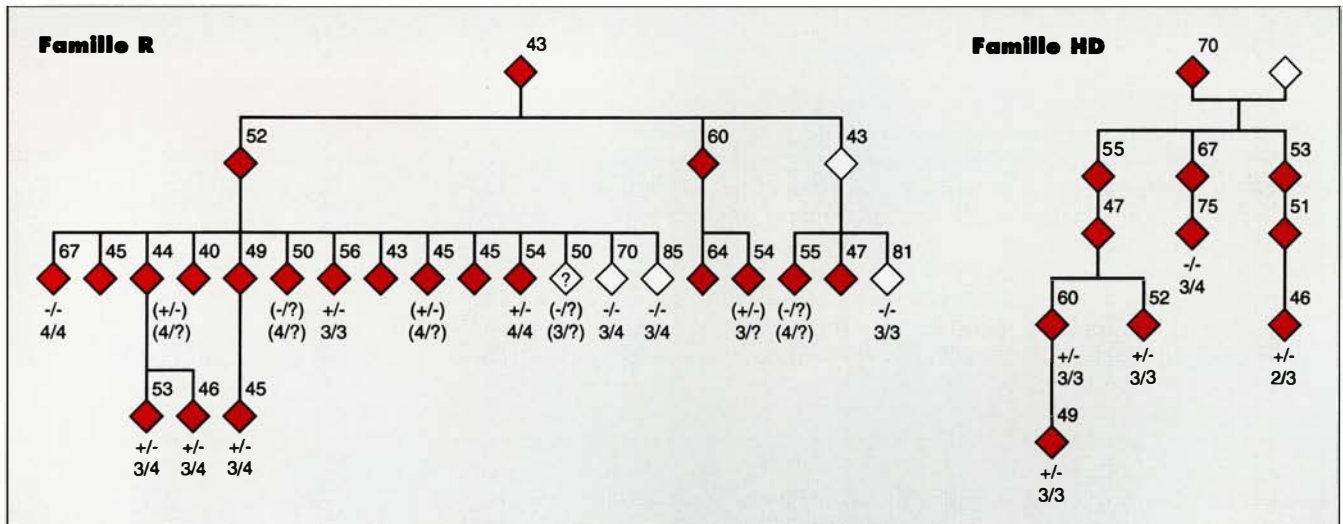 Famille R
43
52 60 43
67 45 44 40 49 50 56 43 45 45 54 50 70 85 64 54 55 47 81
?
-/- (+/-) (-/?) +/- (+/-) +/- (-/?) -/- -/- (+/-) (-/?) -/-
4/4 (4/?) (4/?) 3/3 (4/?) 4/4 (3/?) 3/4 3/4 3/?) (4/?) 3/3
53 46 45
+/- +/- +/-
3/4 3/4 3/4
Famille HD
70
55 67 53
47 75 51
-/-
3/4
60 52 46
+/- +/- +/-
3/3 3/3 2/3
49
+/-
3/3